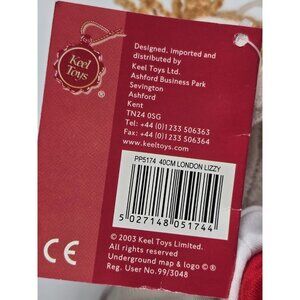 Keel
Toys
®
Designed, imported and
distributed by
Keel Toys Ltd.
Ashford Business Park
Sevington
Ashford
Kent
TN24 0SG
Tel: +44 (0)1233 506363
Fax: +44 (0)1233 506364
www.keeltoys.com
PP5174 40CM LONDON LIZZY
5 027148 051744
CE
© 2003 Keel Toys Limited.
All rights reserved
Underground map & logo ©
Reg. User No.99/3048